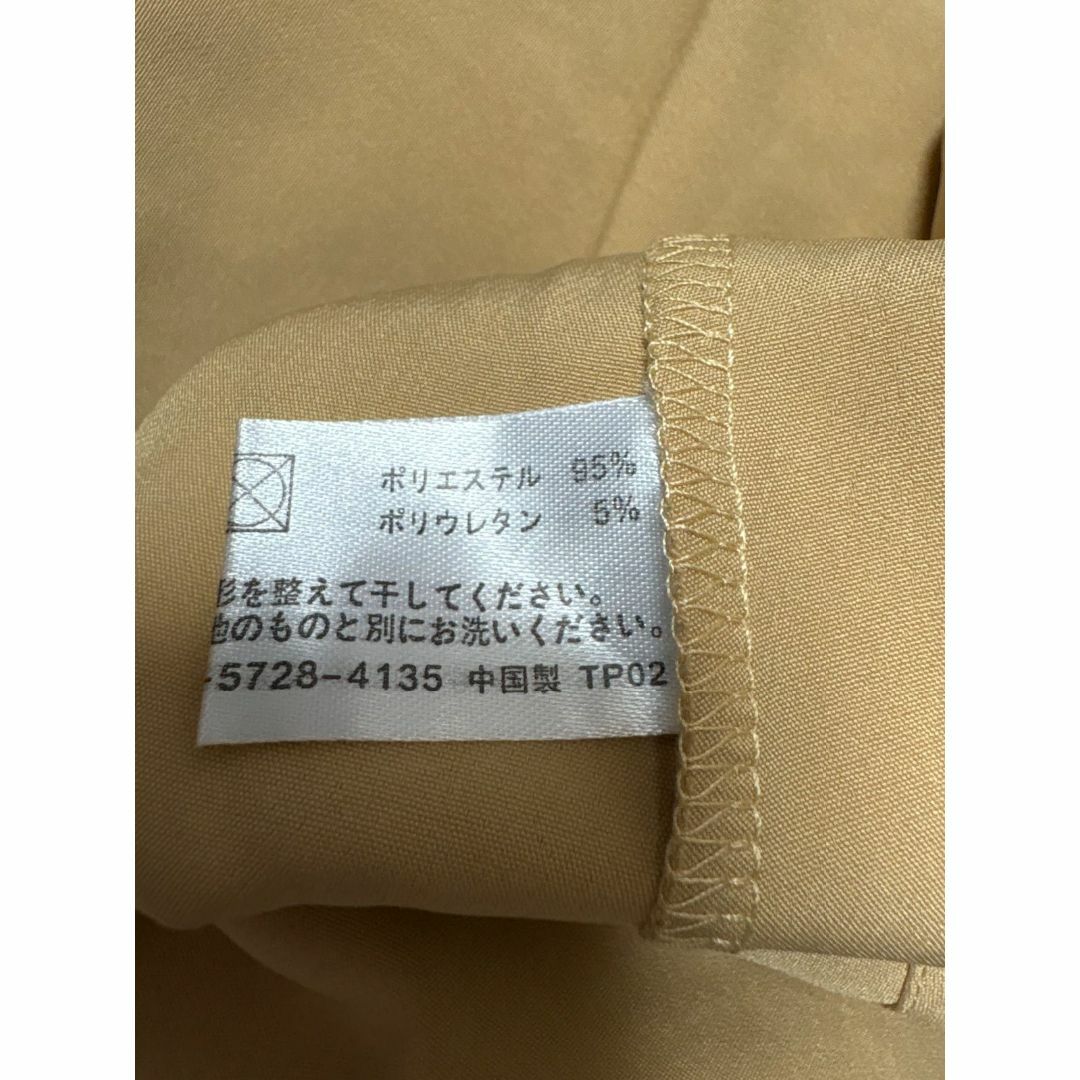 ポリエステル 95%
ポリウレタン 5%
形を整えて干してください。
他のものと別にお洗いください。
-5728-4135 中国製 TP02